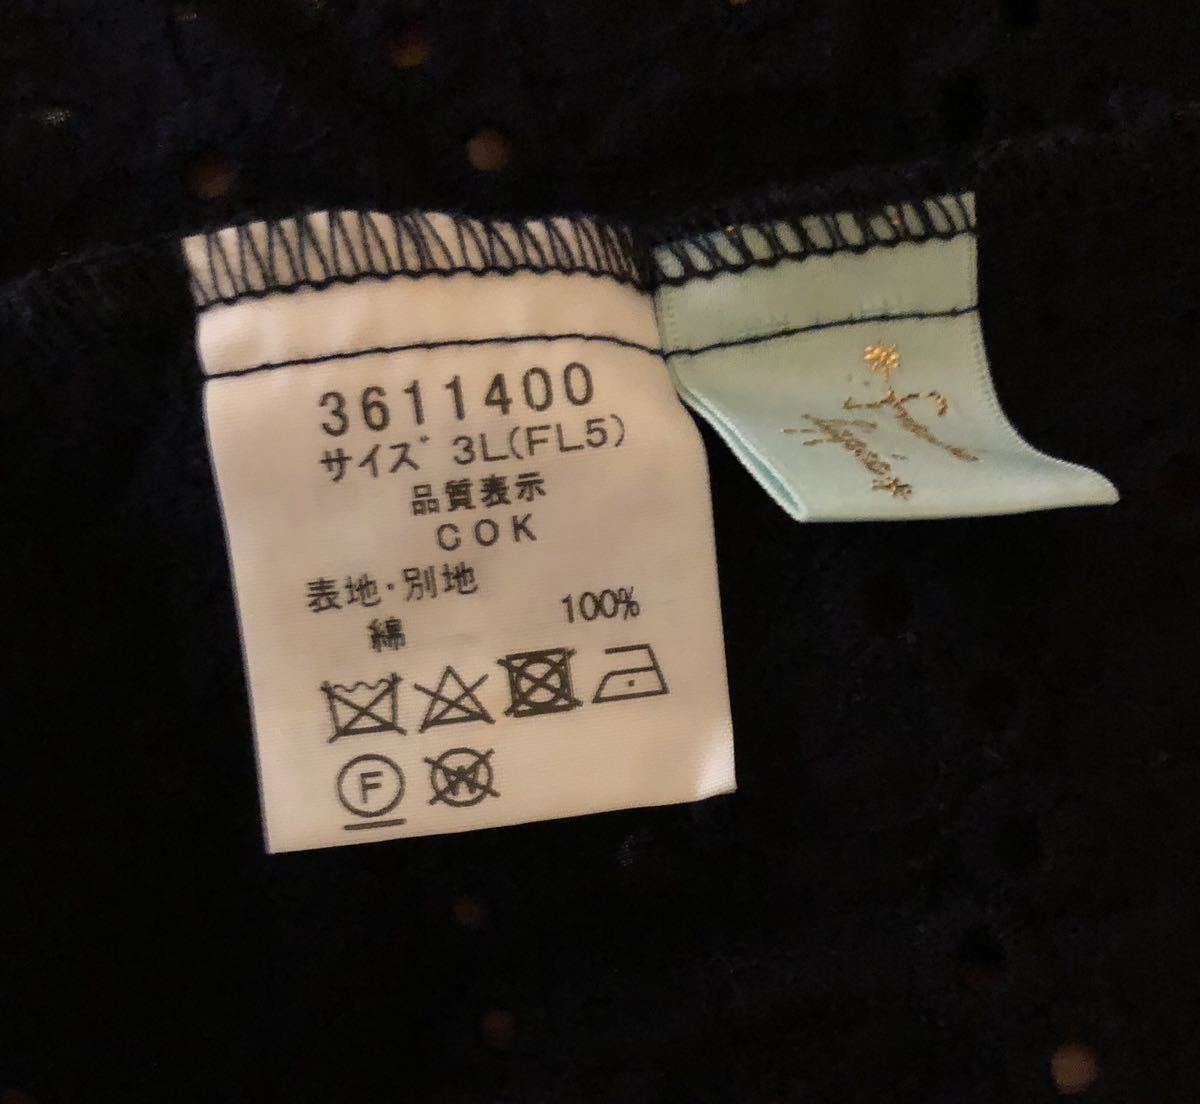 3611400
サイズ 3L(FL5)
品質表示
COK
表地・別地
綿 100%
F
W